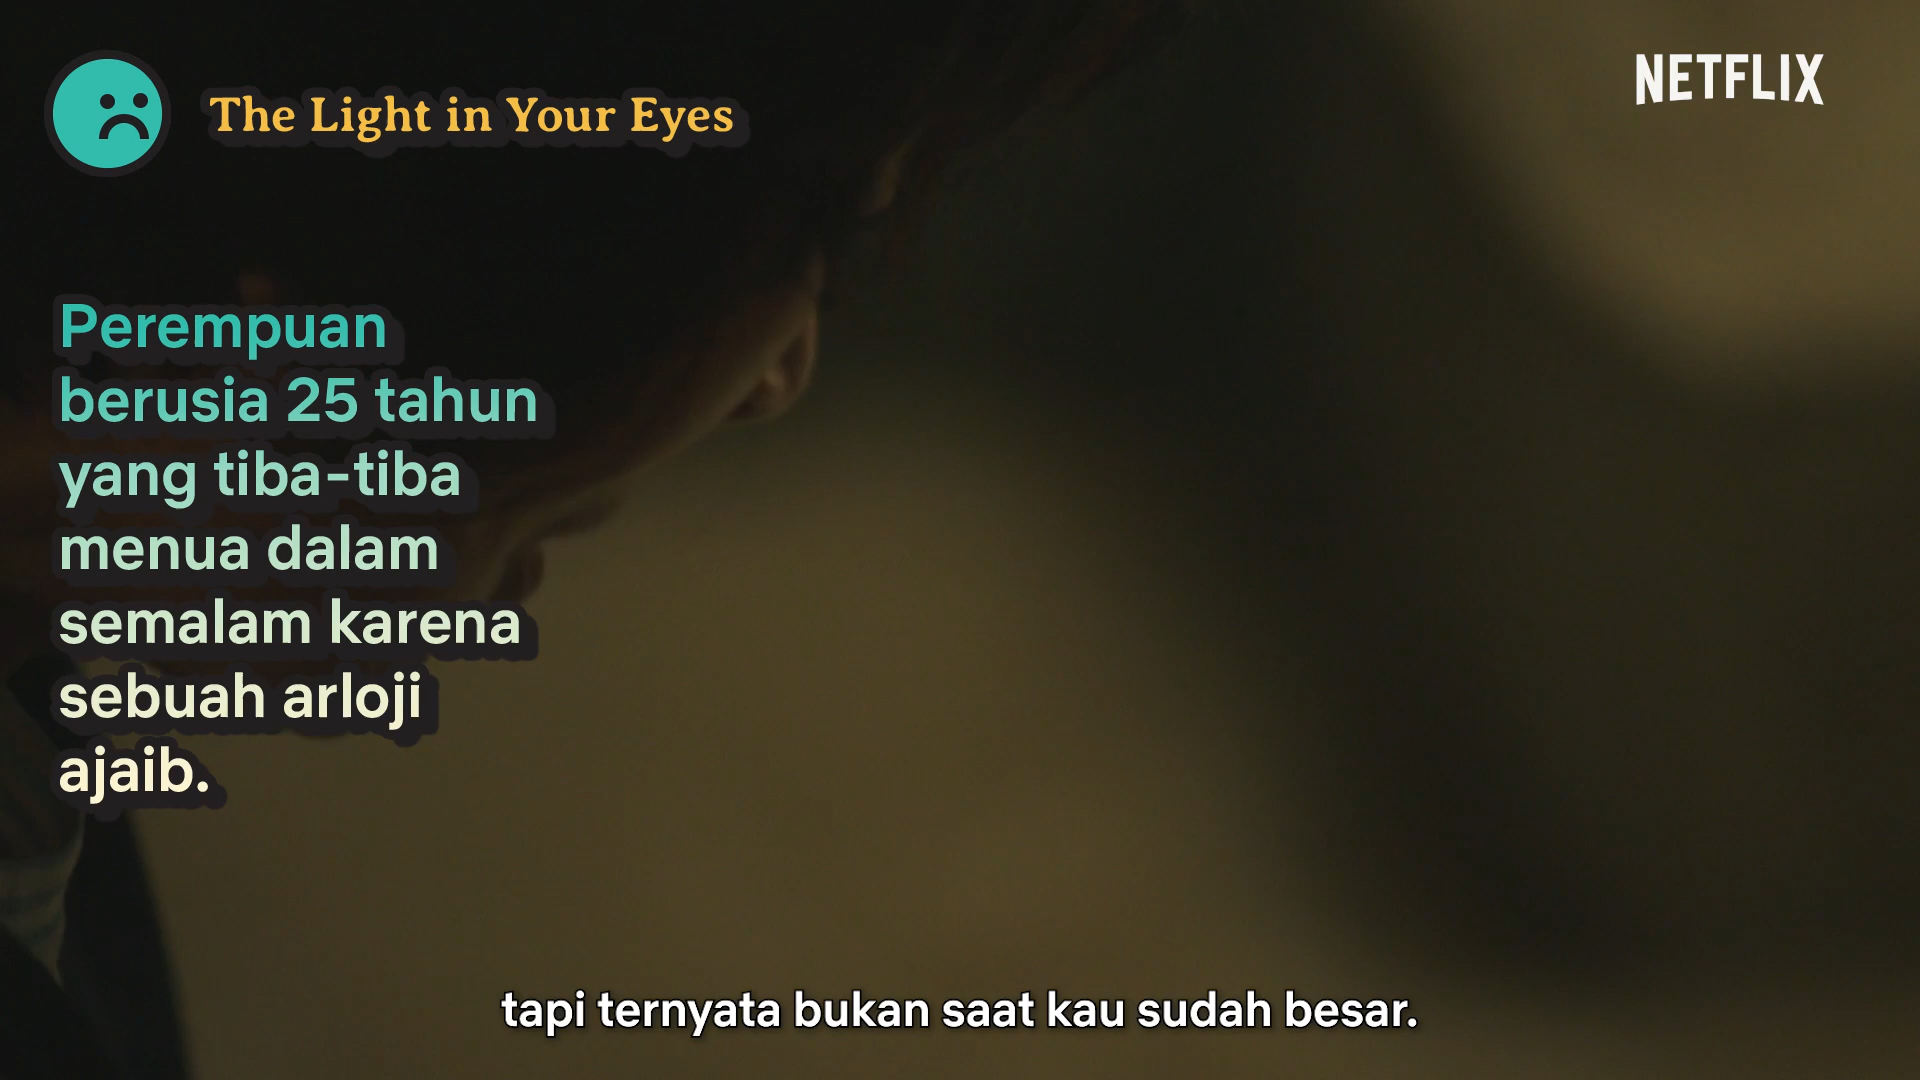 The Light in Your Eyes
NETFLIX
Perempuan
berusia 25 tahun
yang tiba-tiba
menua dalam
semalam karena
sebuah arloji
ajaib.
tapi ternyata bukan saat kau sudah besar.